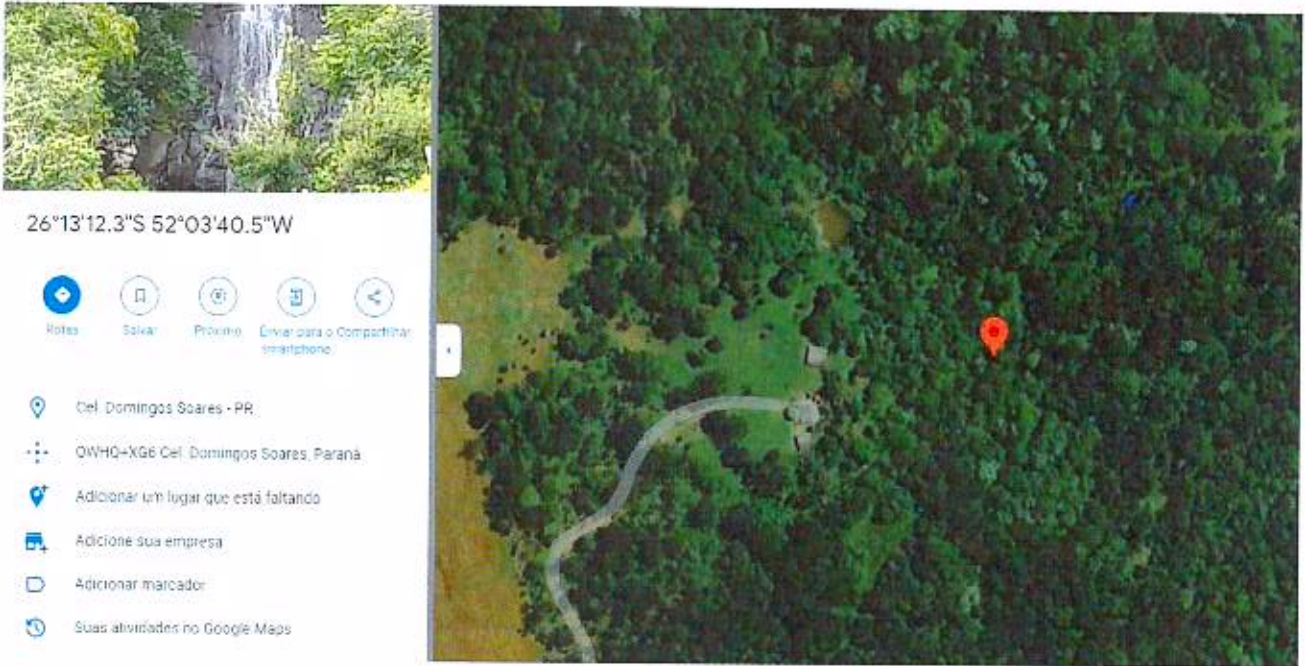 26°13'12.3"S 52°03'40.5"W
Rotas Salvar Próximo Enviar para o Compartilhar
smartphone
Cel. Domingos Soares - PR
QWHQ+XG6 Cel. Domingos Soares, Paraná
Adicionar um lugar que está faltando
Adicione sua empresa
Adicionar marcador
Suas atividades no Google Maps